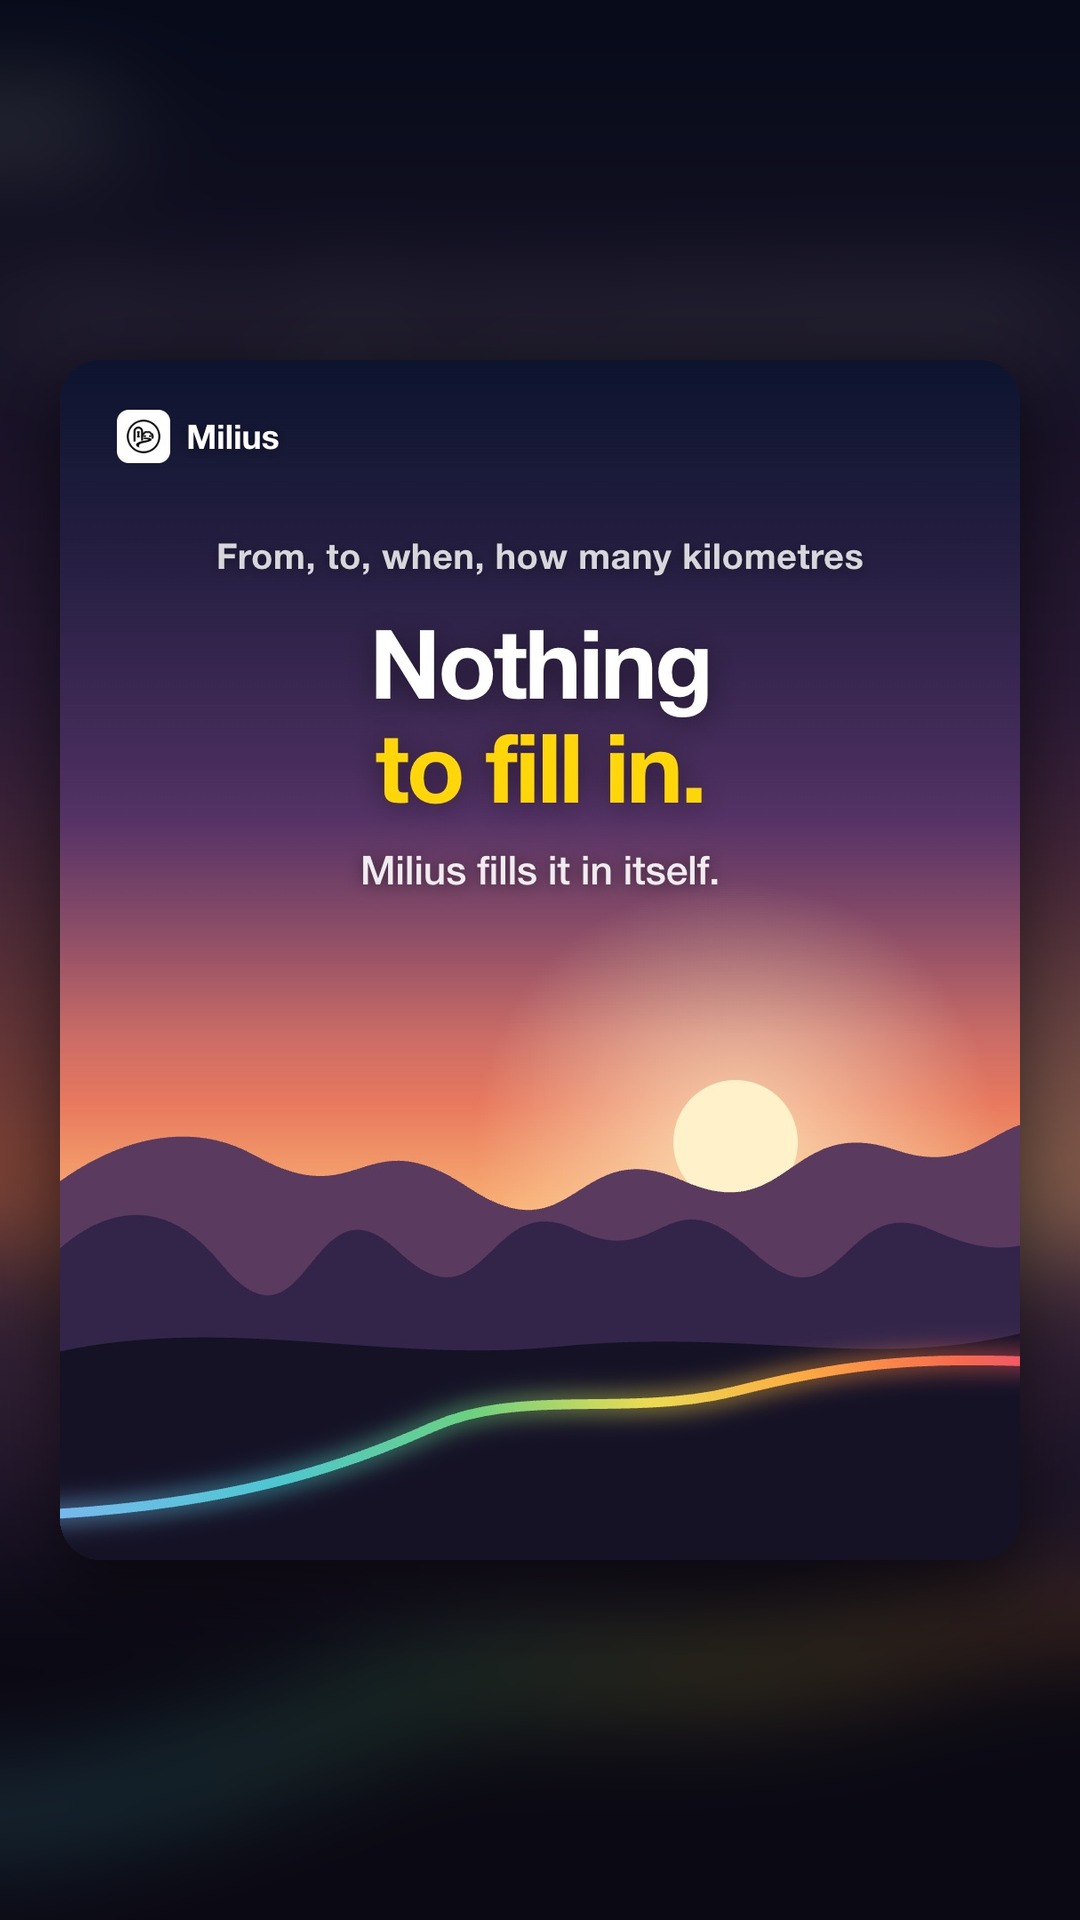 Milius
From, to, when, how many kilometres
Nothing
to fill in.
Milius fills it in itself.